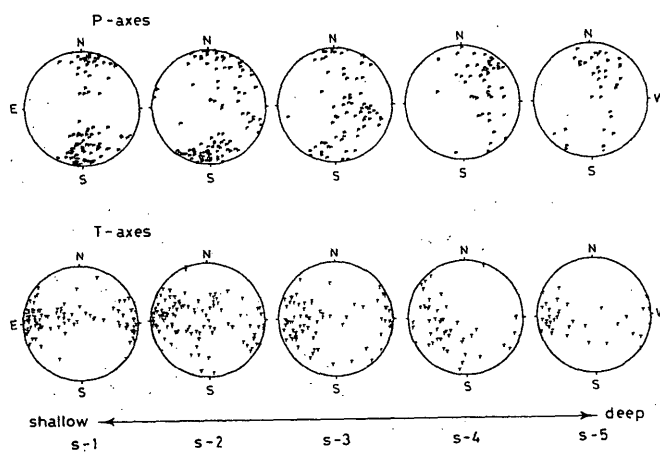 P-axes
N N N N N
E W
S S S S S
T-axes
N N N N N
E W
S S S S S
shallow deep
s-1 s-2 s-3 s-4 s-5